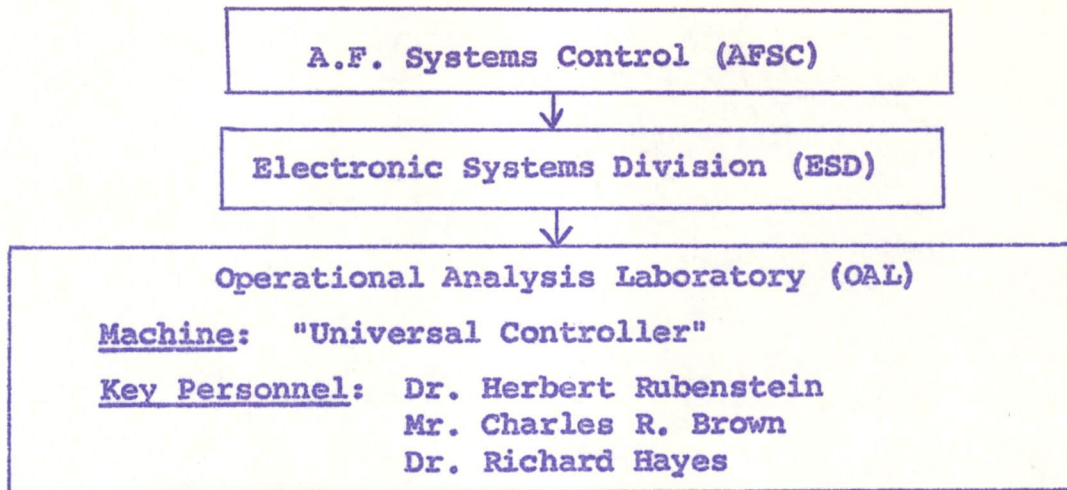 A.F. Systems Control (AFSC)
Electronic Systems Division (ESD)
Operational Analysis Laboratory (OAL)
Machine: "Universal Controller"
Key Personnel: Dr. Herbert Rubenstein
Mr. Charles R. Brown
Dr. Richard Hayes